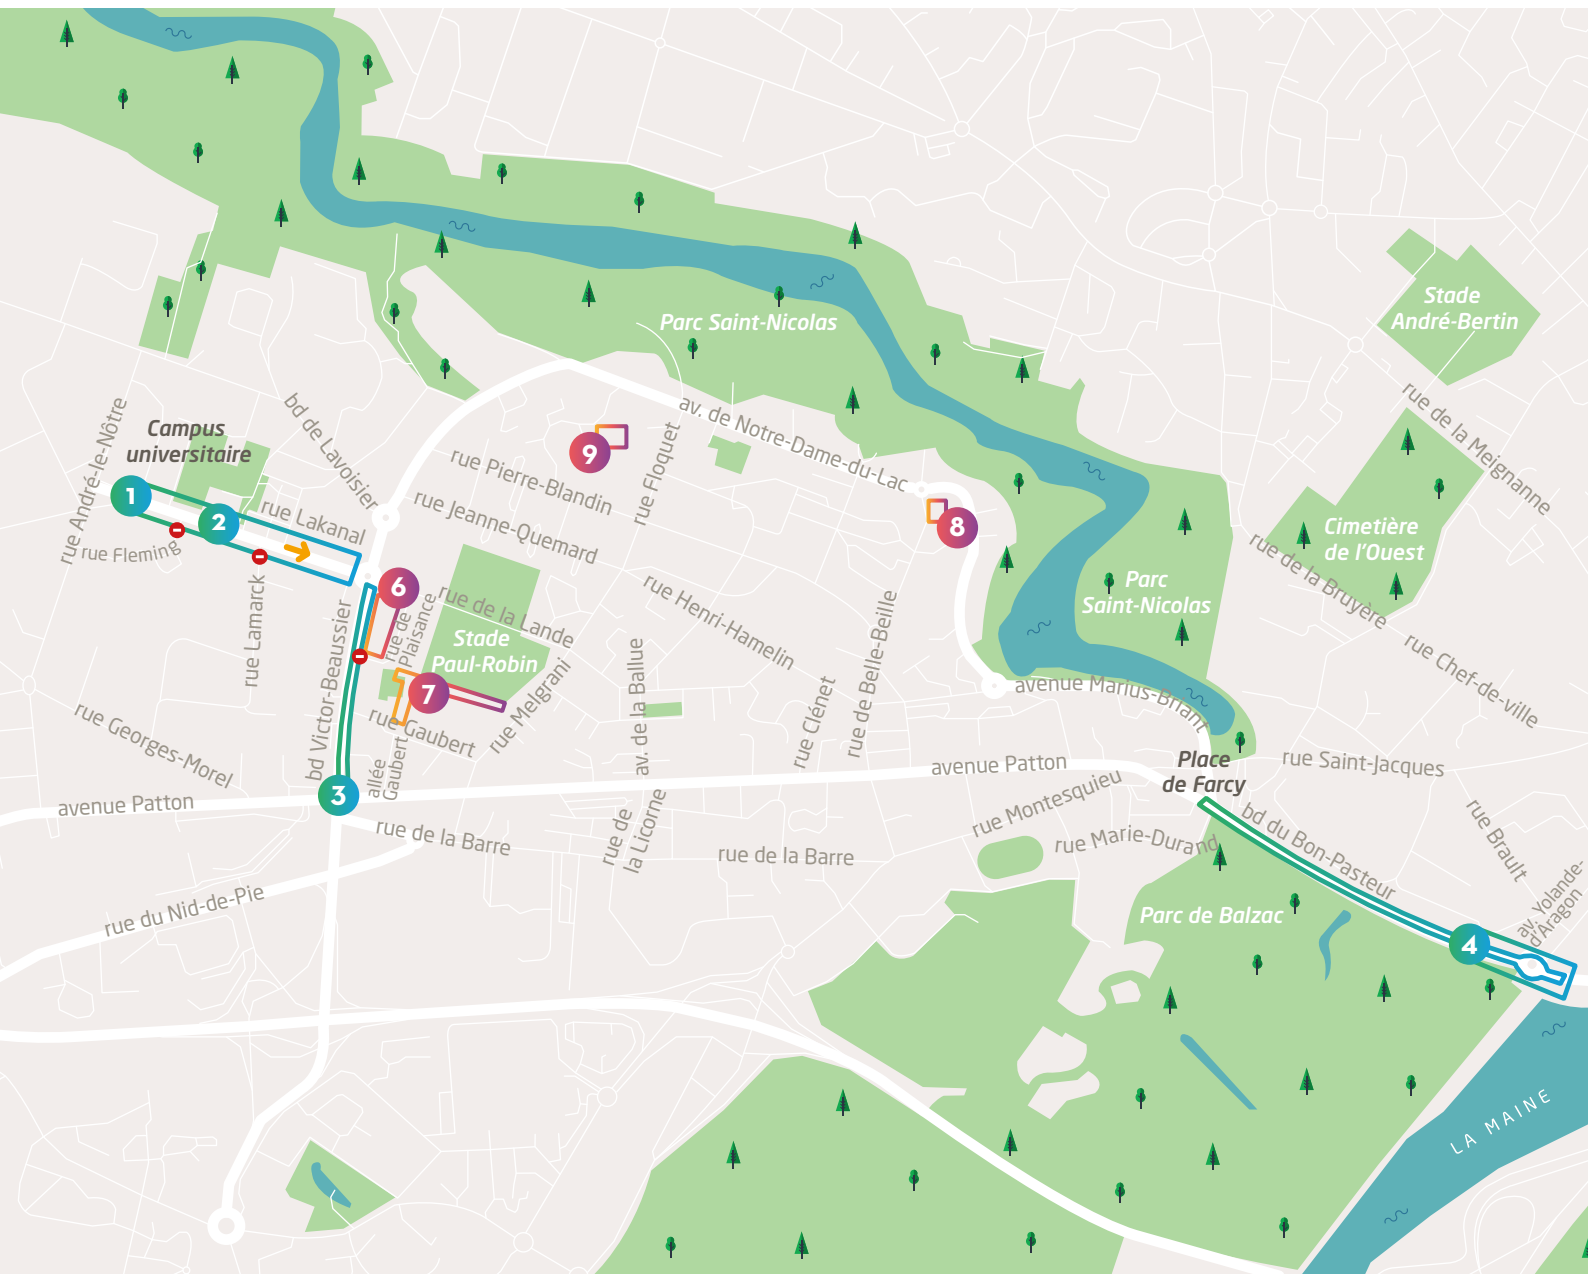 Stade
André-Bertin
Parc Saint-Nicolas
rue de la Meignanne
bd de Lavoisier
av. de Notre-Dame-du-Lac
rue André-le-Nôtre
Campus
universitaire
rue Floquet
9
rue Pierre-Blandin
1
rue Jeanne-Quemard
2
rue Lakanal
8
Cimetière
de l'Ouest
rue Fleming
rue de la Bruyère
6
Parc
Saint-Nicolas
rue Lamarck
rue de la Lande
rue de
Plaisance
rue Henri-Hamelin
Stade
Paul-Robin
rue Chef-de-ville
bd Victor-Beaussier
rue de Belle-Beille
7
avenue Marius-Briant
rue Melgrani
av. de la Ballue
rue Clénet
rue Gaubert
rue Georges-Morel
allée
Gaubert
avenue Patton
Place
de Farcy
rue Saint-Jacques
3
avenue Patton
rue Montesquieu
rue de la Barre
rue de
la Licorne
rue de la Barre
rue Marie-Durand
bd du Bon-Pasteur
rue Brault
rue du Nid-de-Pie
Parc de Balzac
av. Yolande-
d'Aragon
4
LA MAINE